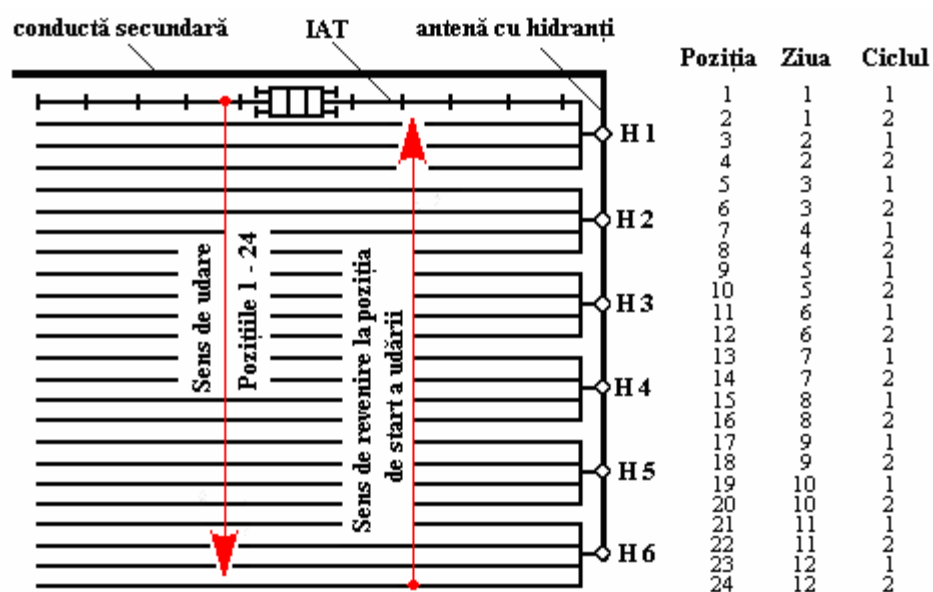 conductă secundară IAT antenă cu hidranți
Poziția Ziua Ciclul
1 1 1
2 1 2
3 2 1
4 2 2
5 3 1
6 3 2
7 4 1
8 4 2
9 5 1
10 5 2
11 6 1
12 6 2
13 7 1
14 7 2
15 8 1
16 8 2
17 9 1
18 9 2
19 10 1
20 10 2
21 11 1
22 11 2
23 12 1
24 12 2
H 1
H 2
H 3
H 4
H 5
H 6
Sens de udare
Pozițiile 1 - 24
Sens de revenire la poziția
de start a udării